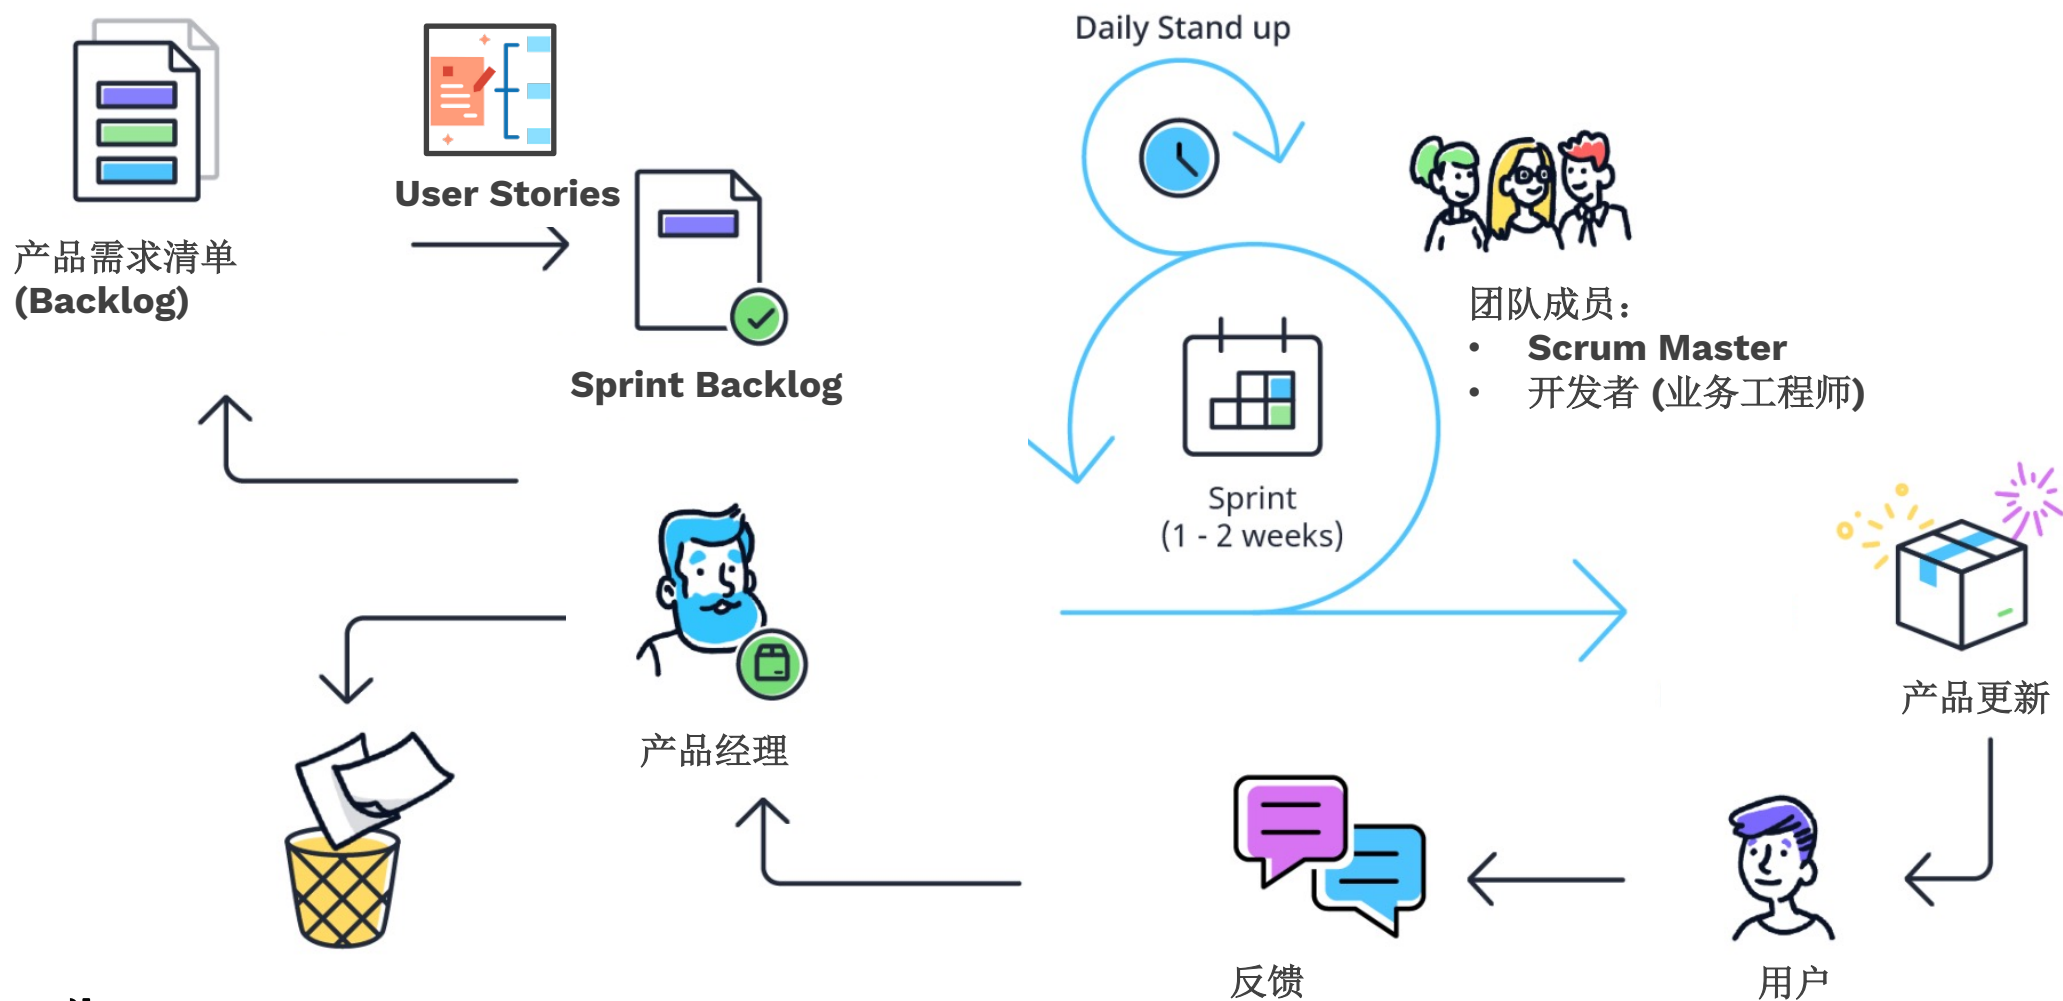 Daily Stand up
User Stories
产品需求清单
(Backlog)
Sprint Backlog
团队成员：
• Scrum Master
• 开发者 (业务工程师)
Sprint
(1 - 2 weeks)
产品更新
产品经理
反馈
用户